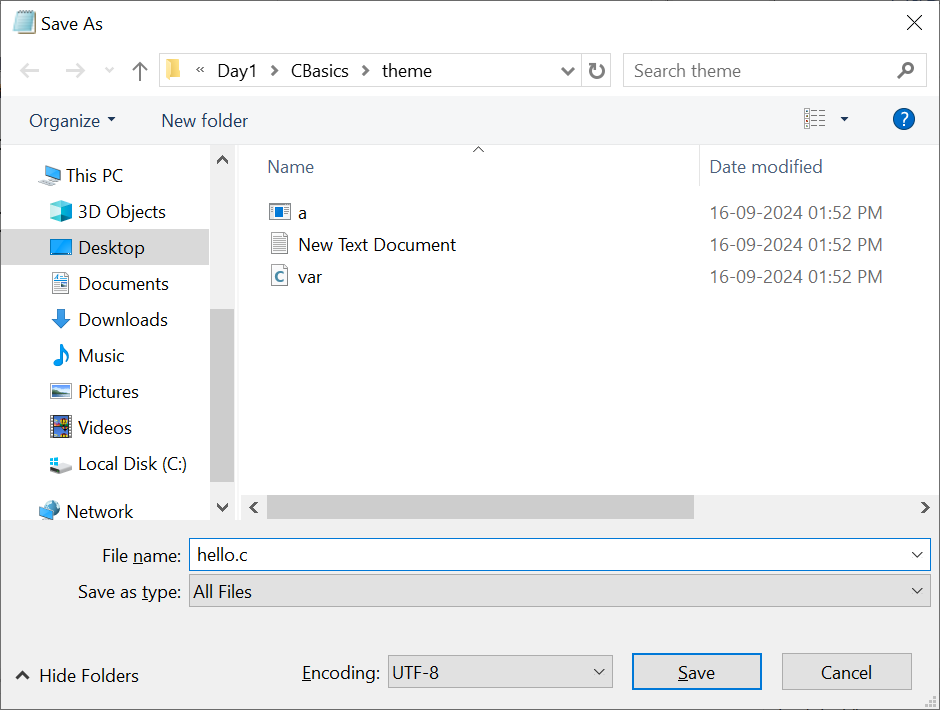 Save As
« Day1 > CBasics > theme
Search theme
Organize
New folder
?
This PC
3D Objects
Desktop
Documents
Downloads
Music
Pictures
Videos
Local Disk (C:)
Network
Name Date modified
a 16-09-2024 01:52 PM
New Text Document 16-09-2024 01:52 PM
C var 16-09-2024 01:52 PM
File name: hello.c
Save as type: All Files
Hide Folders
Encoding: UTF-8
Save
Cancel